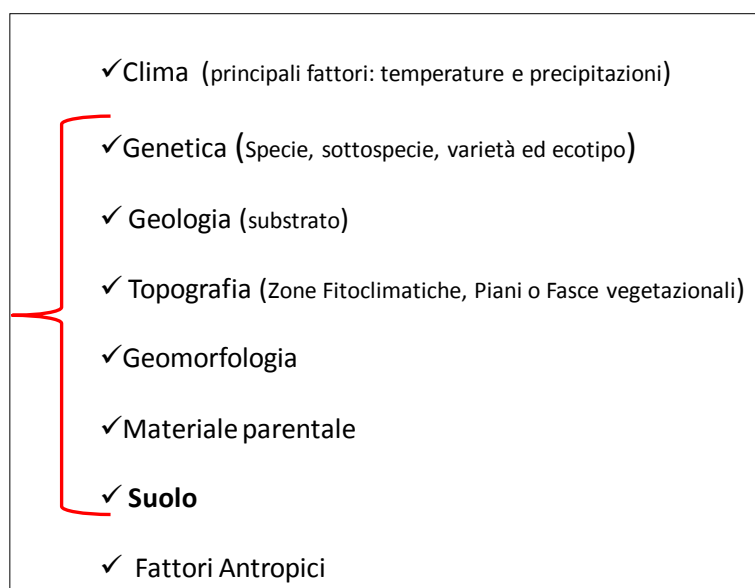 ✓Clima (principali fattori: temperature e precipitazioni)
✓Genetica (Specie, sottospecie, varietà ed ecotipo)
✓ Geologia (substrato)
✓ Topografia (Zone Fitoclimatiche, Piani o Fasce vegetazionali)
✓Geomorfologia
✓Materiale parentale
✓ Suolo
✓ Fattori Antropici